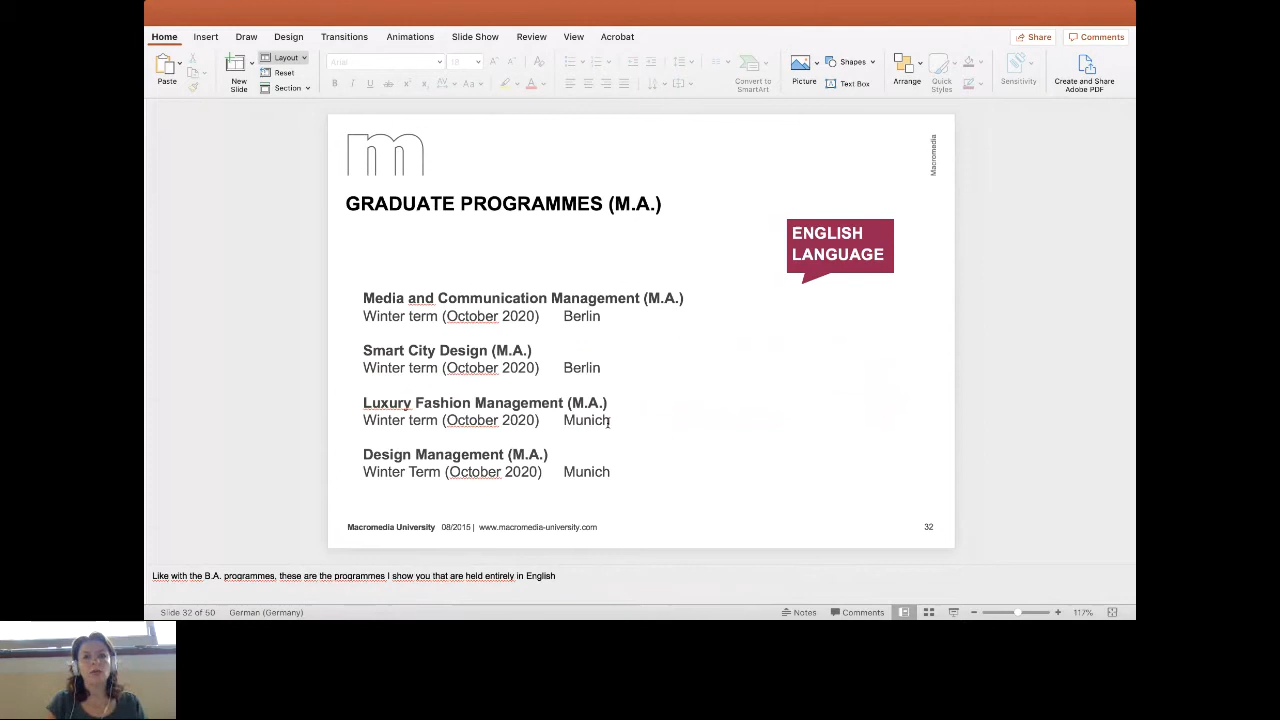 Home Insert Draw Design Transitions Animations Slide Show Review View Acrobat Share Comments
Paste
New Slide
Layout
Reset
Section
Arial 18
Convert to SmartArt
Picture
Shapes
Text Box
Arrange
Quick Styles
Sensitivity
Create and Share Adobe PDF
m
Macromedia
GRADUATE PROGRAMMES (M.A.)
ENGLISH
LANGUAGE
Media and Communication Management (M.A.)
Winter term (October 2020) Berlin
Smart City Design (M.A.)
Winter term (October 2020) Berlin
Luxury Fashion Management (M.A.)
Winter term (October 2020) Munich
Design Management (M.A.)
Winter Term (October 2020) Munich
Macromedia University 08/2015 | www.macromedia-university.com 32
Like with the B.A. programmes, these are the programmes I show you that are held entirely in English
Slide 32 of 50 German (Germany) Notes Comments 117%